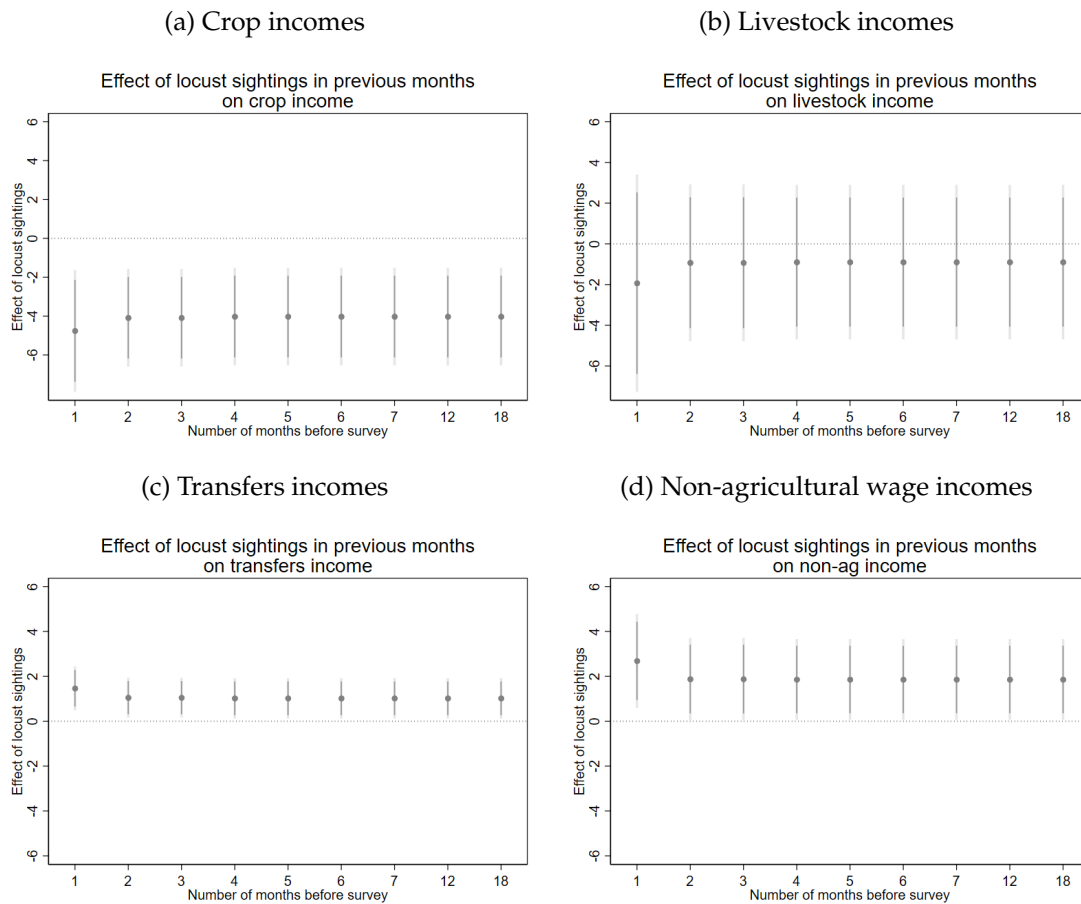 (a) Crop incomes
Effect of locust sightings in previous months
on crop income
Effect of locust sightings
6
4
2
0
-2
-4
-6
1 2 3 4 5 6 7 12 18
Number of months before survey
(b) Livestock incomes
Effect of locust sightings in previous months
on livestock income
Effect of locust sightings
6
4
2
0
-2
-4
-6
1 2 3 4 5 6 7 12 18
Number of months before survey
(c) Transfers incomes
Effect of locust sightings in previous months
on transfers income
Effect of locust sightings
6
4
2
0
-2
-4
-6
1 2 3 4 5 6 7 12 18
Number of months before survey
(d) Non-agricultural wage incomes
Effect of locust sightings in previous months
on non-ag income
Effect of locust sightings
6
4
2
0
-2
-4
-6
1 2 3 4 5 6 7 12 18
Number of months before survey